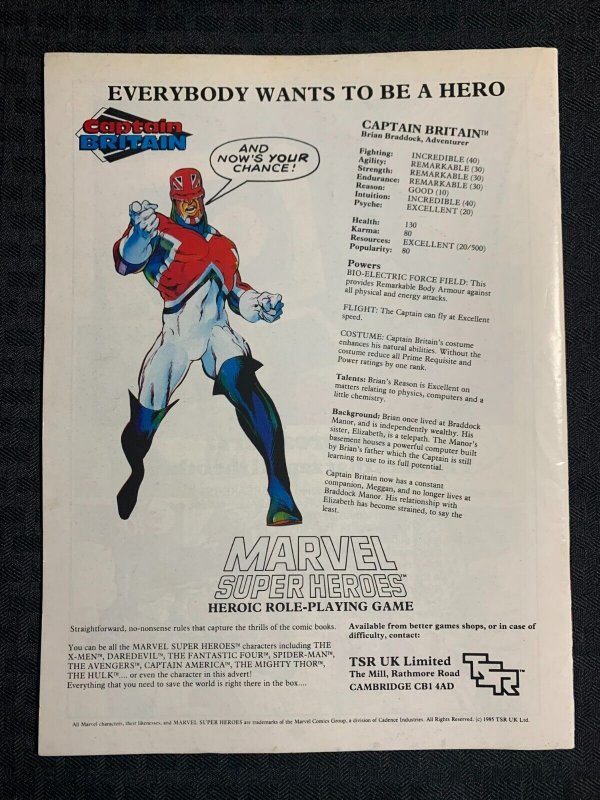 EVERYBODY WANTS TO BE A HERO
Captain
BRITAIN
AND
NOW'S YOUR
CHANCE!
CAPTAIN BRITAIN™
Brian Braddock, Adventurer
Fighting: INCREDIBLE (40)
Agility: REMARKABLE (30)
Strength: REMARKABLE (30)
Endurance: REMARKABLE (30)
Reason: GOOD (10)
Intuition: INCREDIBLE (40)
Psyche: EXCELLENT (20)
Health: 130
Karma: 80
Resources: EXCELLENT (20/500)
Popularity: 80
Powers
BIO-ELECTRIC FORCE FIELD: This
provides Remarkable Body Armour against
all physical and energy attacks.
FLIGHT: The Captain can fly at Excellent
speed.
COSTUME: Captain Britain's costume
enhances his natural abilities. Without the
costume reduce all Prime Requisite and
Power ratings by one rank.
Talents: Brian's Reason is Excellent on
matters relating to physics, computers and a
little chemistry.
Background: Brian once lived at Braddock
Manor, and is independently wealthy. His
sister, Elizabeth, is a telepath. The Manor's
basement houses a powerful computer built
by Brian's father which the Captain is still
learning to use to its full potential.
Captain Britain now has a constant
companion, Meggan, and no longer lives at
Braddock Manor. His relationship with
Elizabeth has become strained, to say the
least.
MARVEL
SUPER HEROES™
HEROIC ROLE-PLAYING GAME
Straightforward, no-nonsense rules that capture the thrills of the comic books.
You can be all the MARVEL SUPER HEROES™ characters including THE
X-MEN™, DAREDEVIL™, THE FANTASTIC FOUR™, SPIDER-MAN™,
THE AVENGERS™, CAPTAIN AMERICA™, THE MIGHTY THOR™,
THE HULK™.... or even the character in this advert!
Everything that you need to save the world is right there in the box....
Available from better games shops, or in case of
difficulty, contact:
TSR UK Limited
The Mill, Rathmore Road
CAMBRIDGE CB1 4AD
TSR™
All Marvel characters, their likenesses, and MARVEL SUPER HEROES are trademarks of the Marvel Comics Group, a division of Cadence Industries. All Rights Reserved. (c) 1985 TSR UK Ltd.